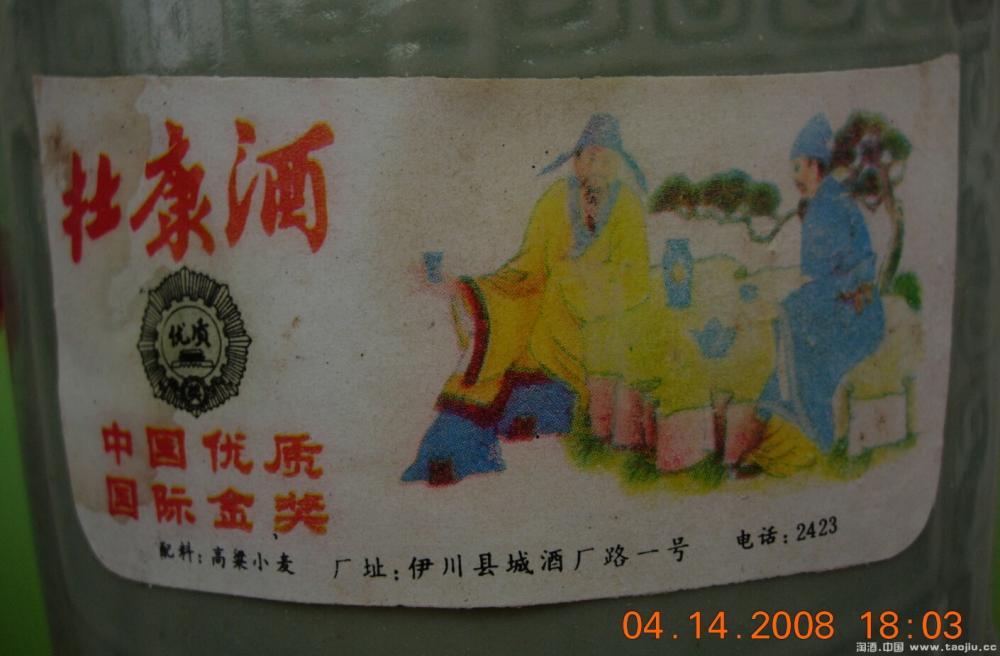 杜康酒
优质
奖
中国优质
国际金奖
配料:高粱小麦
厂址:伊川县城酒厂路一号
电话:2423
04.14.2008 18:03
淘酒.中国 www.taojiu.cc